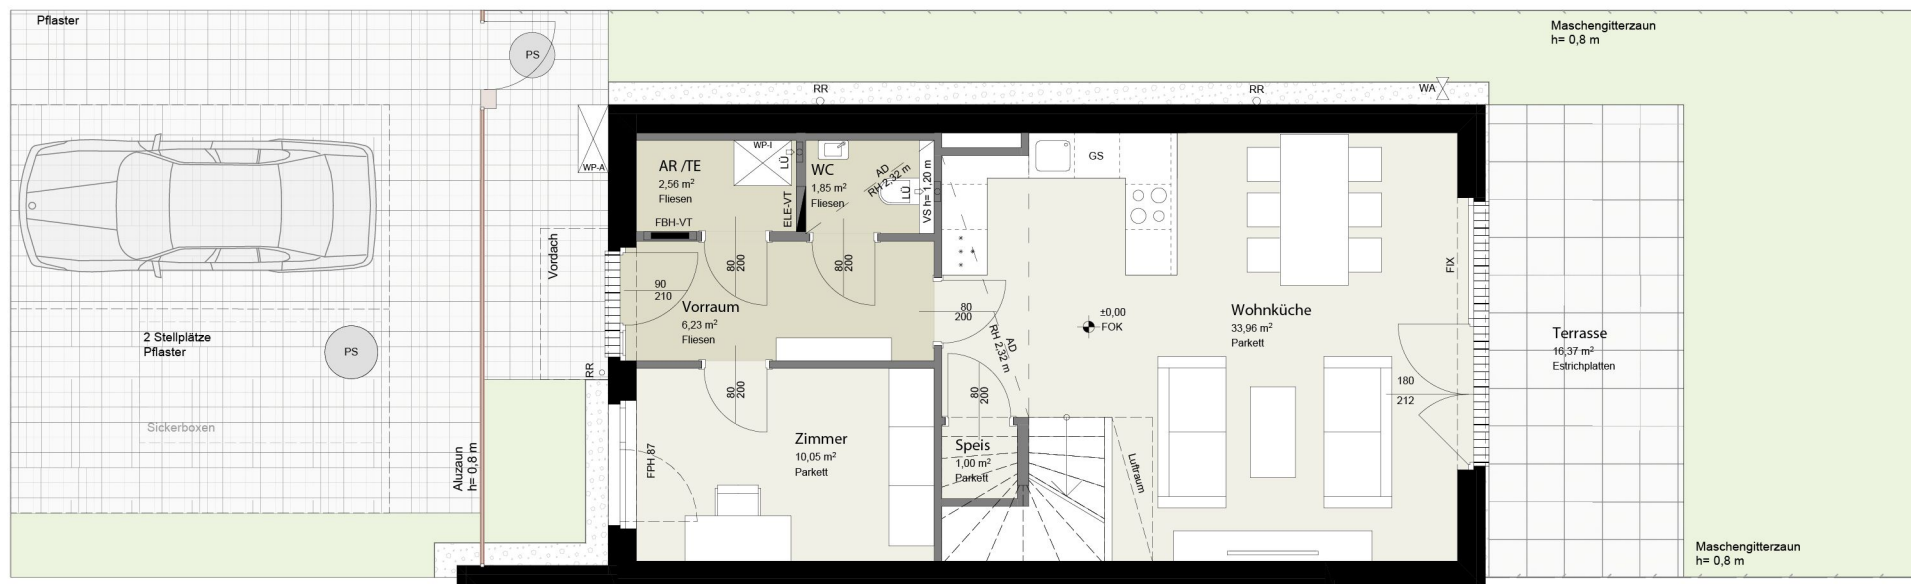 Pflaster
PS
Maschengitterzaun
h= 0,8 m
RR
RR
WA
WP-A
WP-I
LÜ
AR /TE
2,56 m²
Fliesen
FBH-VT
ELE-VT
WC
1,85 m²
Fliesen
AD
RH 2,32 m
LÜ
VS h= 1,20 m
GS
Vordach
80
200
80
200
90
210
Vorraum
6,23 m²
Fliesen
80
200
AD
RH 2,32 m
±0,00
FOK
Wohnküche
33,96 m²
Parkett
FIX
2 Stellplätze
Pflaster
PS
RR
80
200
80
200
180
212
Terrasse
16,37 m²
Estrichplatten
Sickerboxen
Aluzaun
h= 0,8 m
FPH 87
Zimmer
10,05 m²
Parkett
Speis
1,00 m²
Parkett
Luftraum
Maschengitterzaun
h= 0,8 m